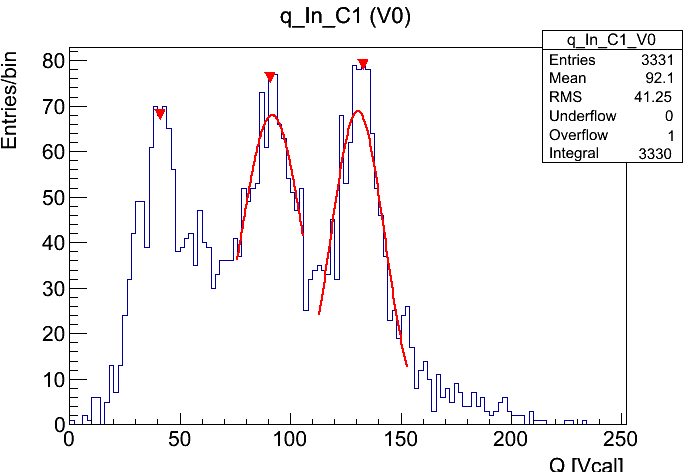 q_In_C1 (V0)
q_In_C1_V0
Entries 3331
Mean 92.1
RMS 41.25
Underflow 0
Overflow 1
Integral 3330
Entries/bin
80
70
60
50
40
30
20
10
0
0 50 100 150 200 250
Q [Vcal]